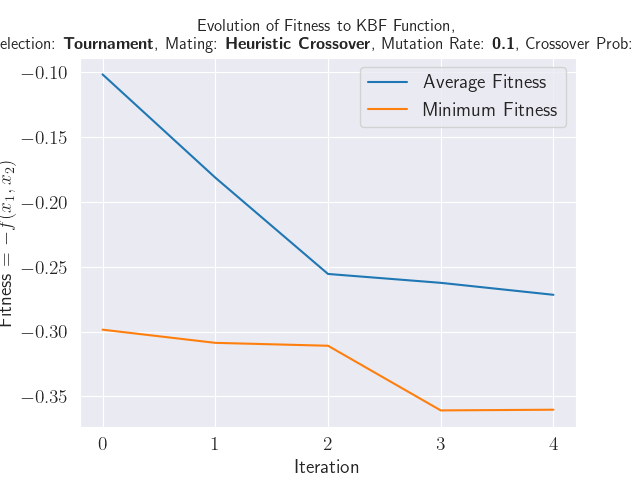 Evolution of Fitness to KBF Function,
election: Tournament, Mating: Heuristic Crossover, Mutation Rate: 0.1, Crossover Prob:
Average Fitness
Minimum Fitness
Fitness = −f(x₁, x₂)
−0.10
−0.15
−0.20
−0.25
−0.30
−0.35
0 1 2 3 4
Iteration